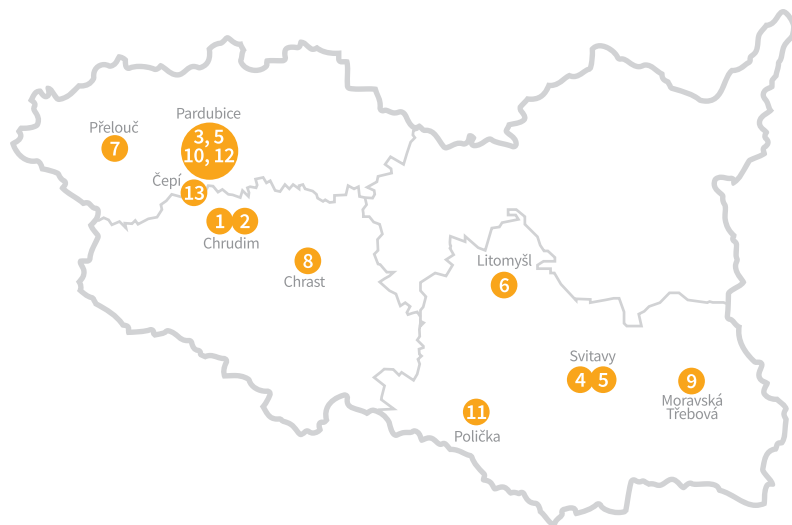 Pardubice
3, 5
10, 12
Přelouč
7
Čepí
13
1 2
Chrudim
8
Chrast
Litomyšl
6
Svitavy
4 5
9
Moravská
Třebová
11
Polička